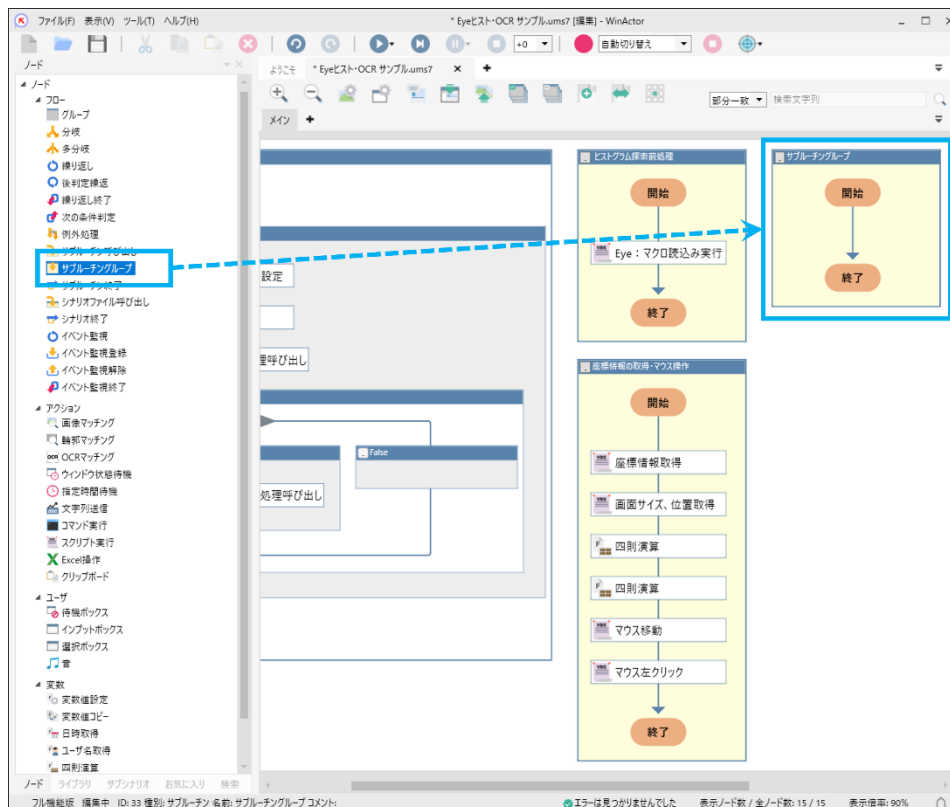 ファイル(F) 表示(V) ツール(T) ヘルプ(H)
* Eyeヒスト・OCR サンプル.ums7 [編集] - WinActor
+0
自動切り替え
ノード
ようこそ
* Eyeヒスト・OCR サンプル.ums7
部分一致
検索文字列
メイン
ノード
フロー
グループ
分岐
多分岐
繰り返し
後判定繰返
繰り返し終了
次の条件判定
例外処理
サブルーチン呼び出し
サブルーチングループ
サブルーチン終了
シナリオファイル呼び出し
シナリオ終了
イベント監視
イベント監視登録
イベント監視解除
イベント監視終了
アクション
画像マッチング
輪郭マッチング
OCRマッチング
ウィンドウ状態待機
指定時間待機
文字列送信
コマンド実行
スクリプト実行
Excel操作
クリップボード
ユーザ
待機ボックス
インプットボックス
選択ボックス
音
変数
変数値設定
変数値コピー
日時取得
ユーザ名取得
四則演算
ノード ライブラリ サブシナリオ お気に入り 検索
設定
理呼び出し
False
処理呼び出し
ヒストグラム探索前処理
開始
Eye：マクロ読込み実行
終了
サブルーチングループ
開始
終了
座標情報の取得・マウス操作
開始
座標情報取得
画面サイズ、位置取得
四則演算
四則演算
マウス移動
マウス左クリック
終了
フル機能版 編集中 ID: 33 種別: サブルーチン 名前: サブルーチングループ コメント:
エラーは見つかりませんでした 表示ノード数 / 全ノード数: 15 / 15 表示倍率: 90%